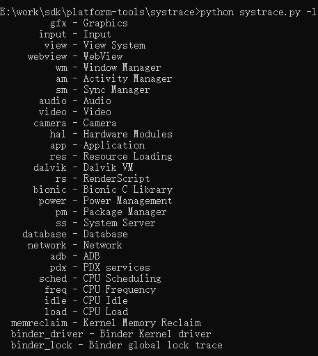 E:\work\sdk\platform-tools\systrace>python systrace.py -l
gfx - Graphics
input - Input
view - View System
webview - WebView
wm - Window Manager
am - Activity Manager
sm - Sync Manager
audio - Audio
video - Video
camera - Camera
hal - Hardware Modules
app - Application
res - Resource Loading
dalvik - Dalvik VM
rs - RenderScript
bionic - Bionic C Library
power - Power Management
pm - Package Manager
ss - System Server
database - Database
network - Network
adb - ADB
pdx - PDX services
sched - CPU Scheduling
freq - CPU Frequency
idle - CPU Idle
load - CPU Load
memreclaim - Kernel Memory Reclaim
binder_driver - Binder Kernel driver
binder_lock - Binder global lock trace